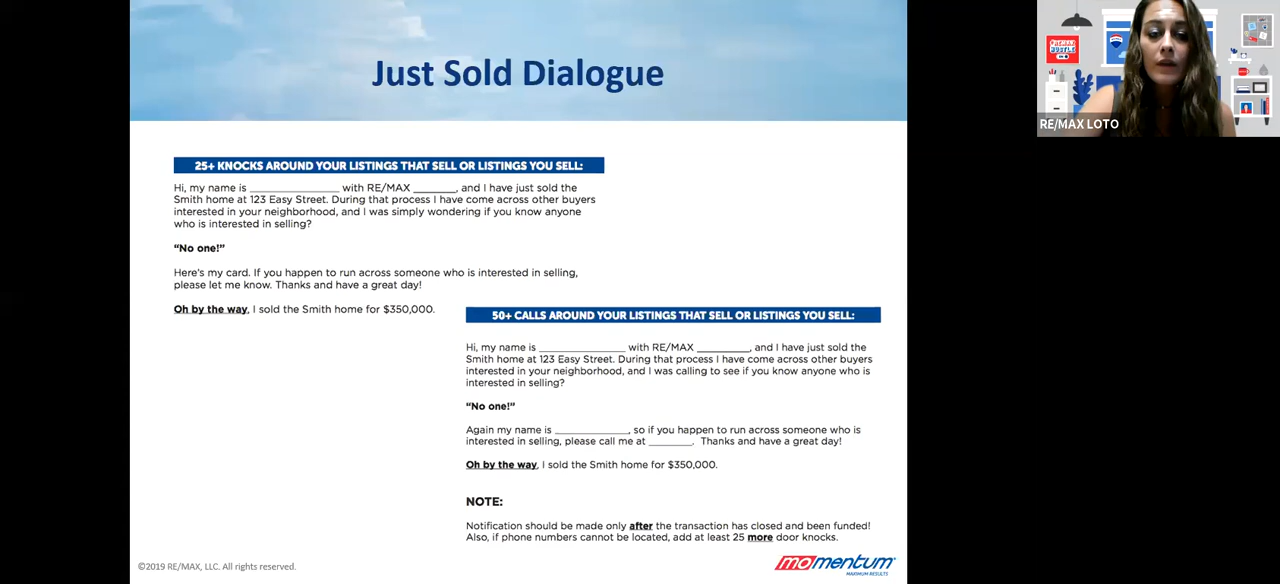 Just Sold Dialogue
25+ KNOCKS AROUND YOUR LISTINGS THAT SELL OR LISTINGS YOU SELL:
Hi, my name is _______________ with RE/MAX _______, and I have just sold the
Smith home at 123 Easy Street. During that process I have come across other buyers
interested in your neighborhood, and I was simply wondering if you know anyone
who is interested in selling?
“No one!”
Here's my card. If you happen to run across someone who is interested in selling,
please let me know. Thanks and have a great day!
Oh by the way, I sold the Smith home for $350,000.
50+ CALLS AROUND YOUR LISTINGS THAT SELL OR LISTINGS YOU SELL:
Hi, my name is _______________ with RE/MAX _________, and I have just sold the
Smith home at 123 Easy Street. During that process I have come across other buyers
interested in your neighborhood, and I was calling to see if you know anyone who is
interested in selling?
“No one!”
Again my name is _____________, so if you happen to run across someone who is
interested in selling, please call me at _______. Thanks and have a great day!
Oh by the way, I sold the Smith home for $350,000.
NOTE:
Notification should be made only after the transaction has closed and been funded!
Also, if phone numbers cannot be located, add at least 25 more door knocks.
©2019 RE/MAX, LLC. All rights reserved.
momentum
MAXIMUM RESULTS
RE/MAX LOTO